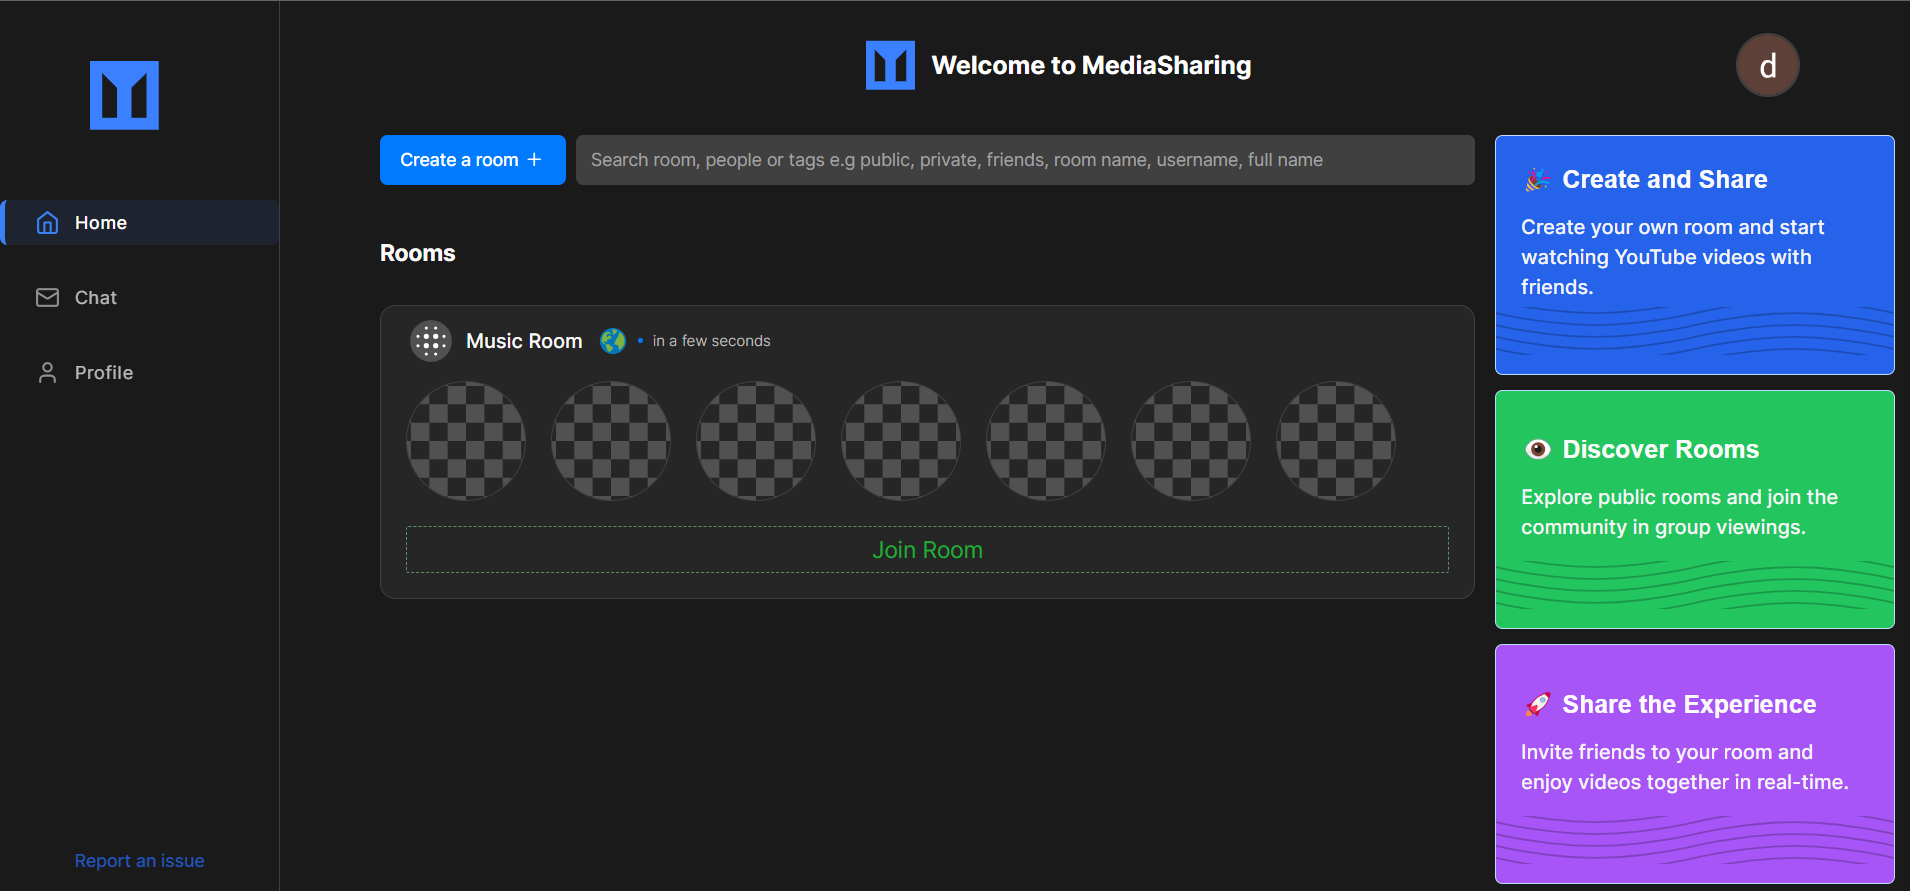 Welcome to MediaSharing
d
Home
Chat
Profile
Report an issue
Create a room +
Search room, people or tags e.g public, private, friends, room name, username, full name
Rooms
Music Room • in a few seconds
Join Room
Create and Share
Create your own room and start
watching YouTube videos with
friends.
Discover Rooms
Explore public rooms and join the
community in group viewings.
Share the Experience
Invite friends to your room and
enjoy videos together in real-time.